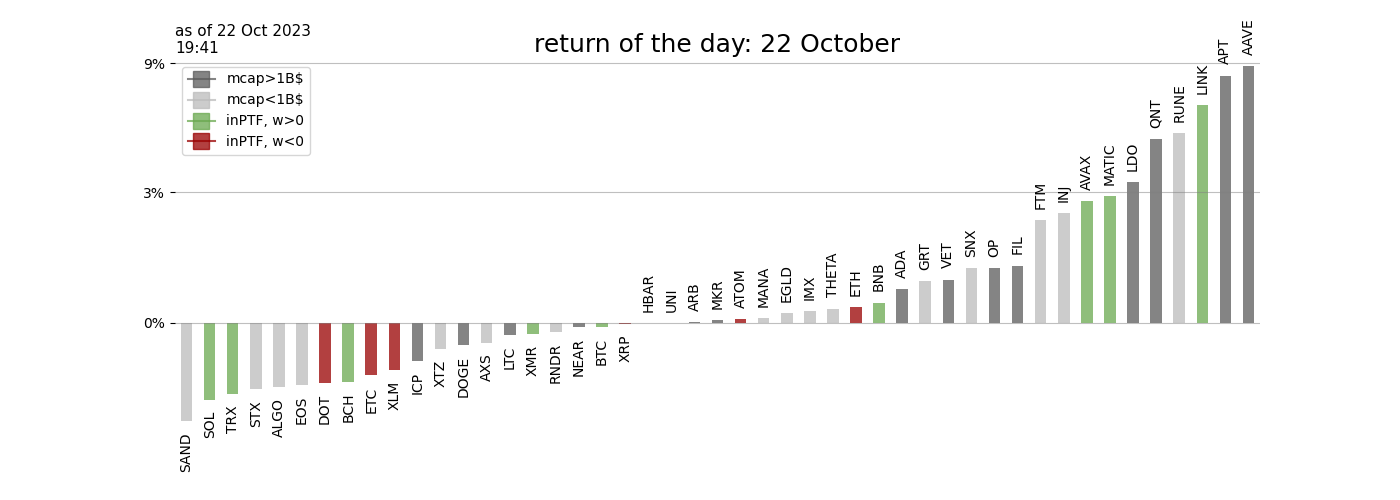 as of 22 Oct 2023
19:41
return of the day: 22 October
9%
3%
0%
mcap>1B$
mcap<1B$
inPTF, w>0
inPTF, w<0
SAND
SOL
TRX
STX
ALGO
EOS
DOT
BCH
ETC
XLM
ICP
XTZ
DOGE
AXS
LTC
XMR
RNDR
NEAR
BTC
XRP
HBAR
UNI
ARB
MKR
ATOM
MANA
EGLD
IMX
THETA
ETH
BNB
ADA
GRT
VET
SNX
OP
FIL
FTM
INJ
AVAX
MATIC
LDO
QNT
RUNE
LINK
APT
AAVE